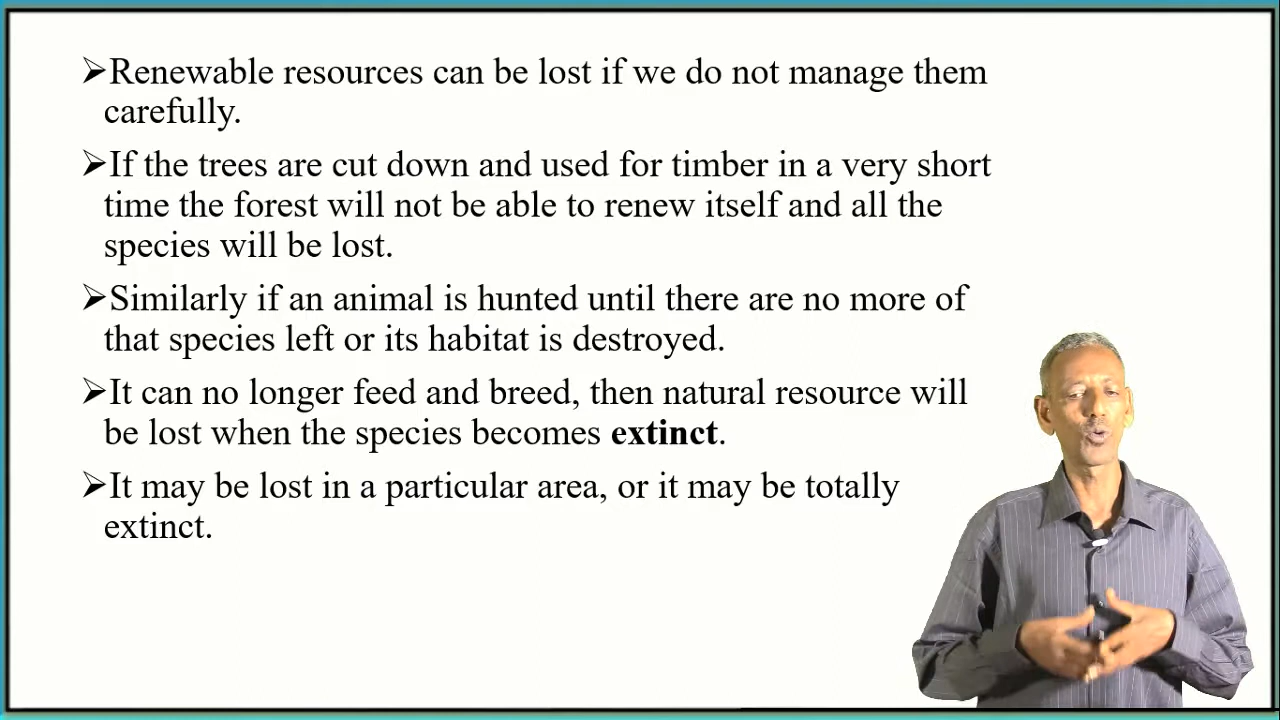 ➢Renewable resources can be lost if we do not manage them
carefully.
➢If the trees are cut down and used for timber in a very short
time the forest will not be able to renew itself and all the
species will be lost.
➢Similarly if an animal is hunted until there are no more of
that species left or its habitat is destroyed.
➢It can no longer feed and breed, then natural resource will
be lost when the species becomes extinct.
➢It may be lost in a particular area, or it may be totally
extinct.